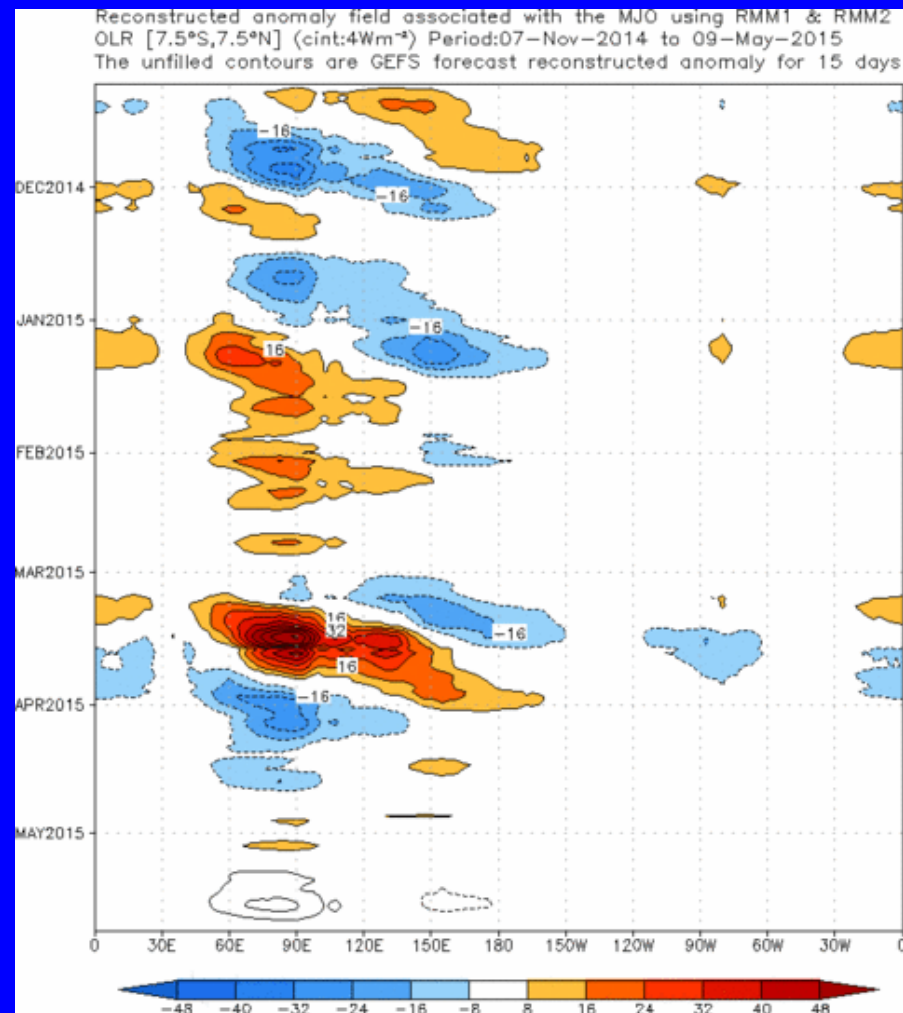 Reconstructed anomaly field associated with the MJO using RMM1 & RMM2
OLR [7.5°S,7.5°N] (cint:4Wm⁻²) Period:07-Nov-2014 to 09-May-2015
The unfilled contours are GEFS forecast reconstructed anomaly for 15 days
-16
DEC2014
-16
JAN2015
-16
16
FEB2015
MAR2015
16
32
-16
16
-16
APR2015
MAY2015
0 30E 60E 90E 120E 150E 180 150W 120W 90W 60W 30W 0
-48 -40 -32 -24 -16 -8 8 16 24 32 40 48